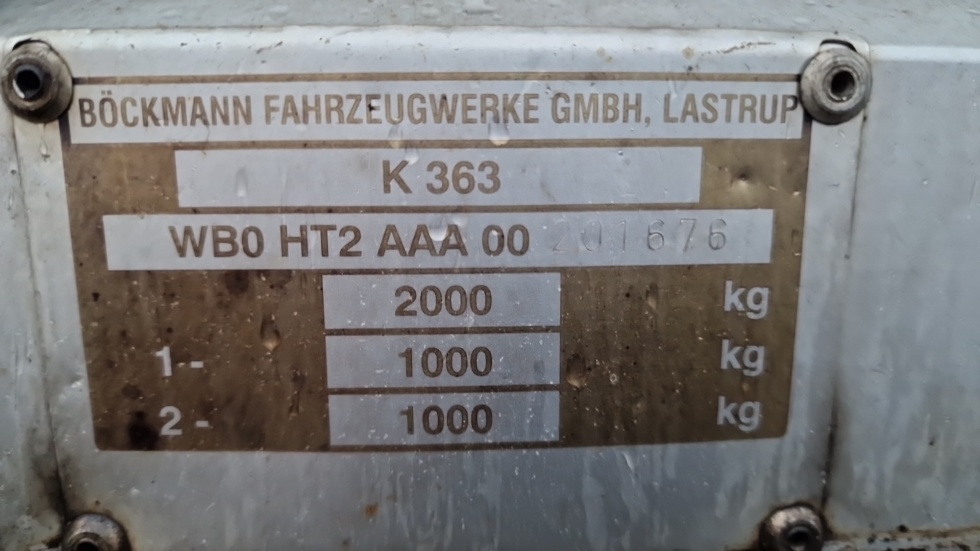 BÖCKMANN FAHRZEUGWERKE GMBH, LASTRUP
K 363
WB0 HT2 AAA 00 201676
2000 kg
1- 1000 kg
2- 1000 kg